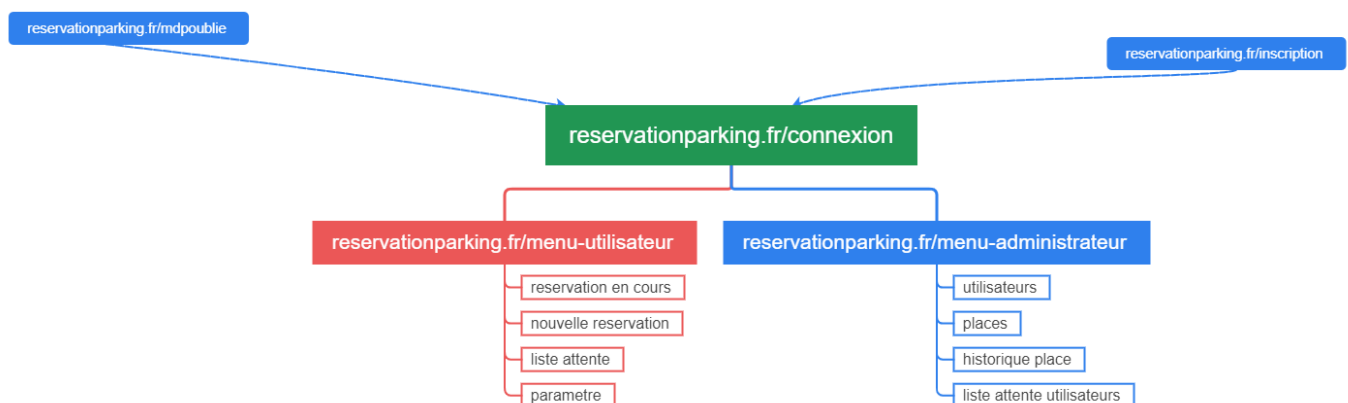 reservationparking.fr/mdpoublie
reservationparking.fr/inscription
reservationparking.fr/connexion
reservationparking.fr/menu-utilisateur
reservation en cours
nouvelle reservation
liste attente
parametre
reservationparking.fr/menu-administrateur
utilisateurs
places
historique place
liste attente utilisateurs